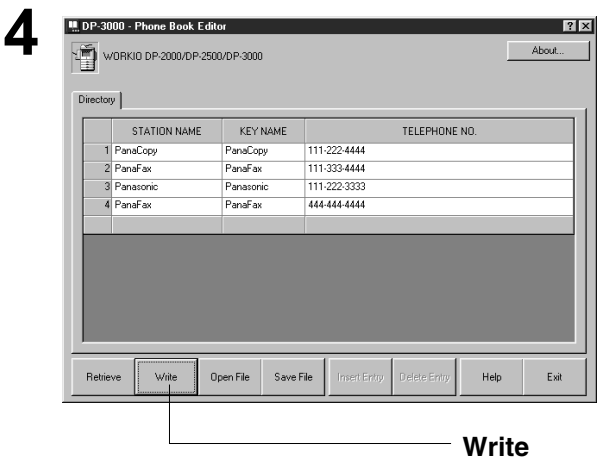 4
DP-3000 - Phone Book Editor
WORKIO DP-2000/DP-2500/DP-3000
About...
Directory
STATION NAME KEY NAME TELEPHONE NO.
1 PanaCopy PanaCopy 111-222-4444
2 PanaFax PanaFax 111-333-4444
3 Panasonic Panasonic 111-222-3333
4 PanaFax PanaFax 444-444-4444
Retrieve Write Open File Save File Insert Entry Delete Entry Help Exit
Write